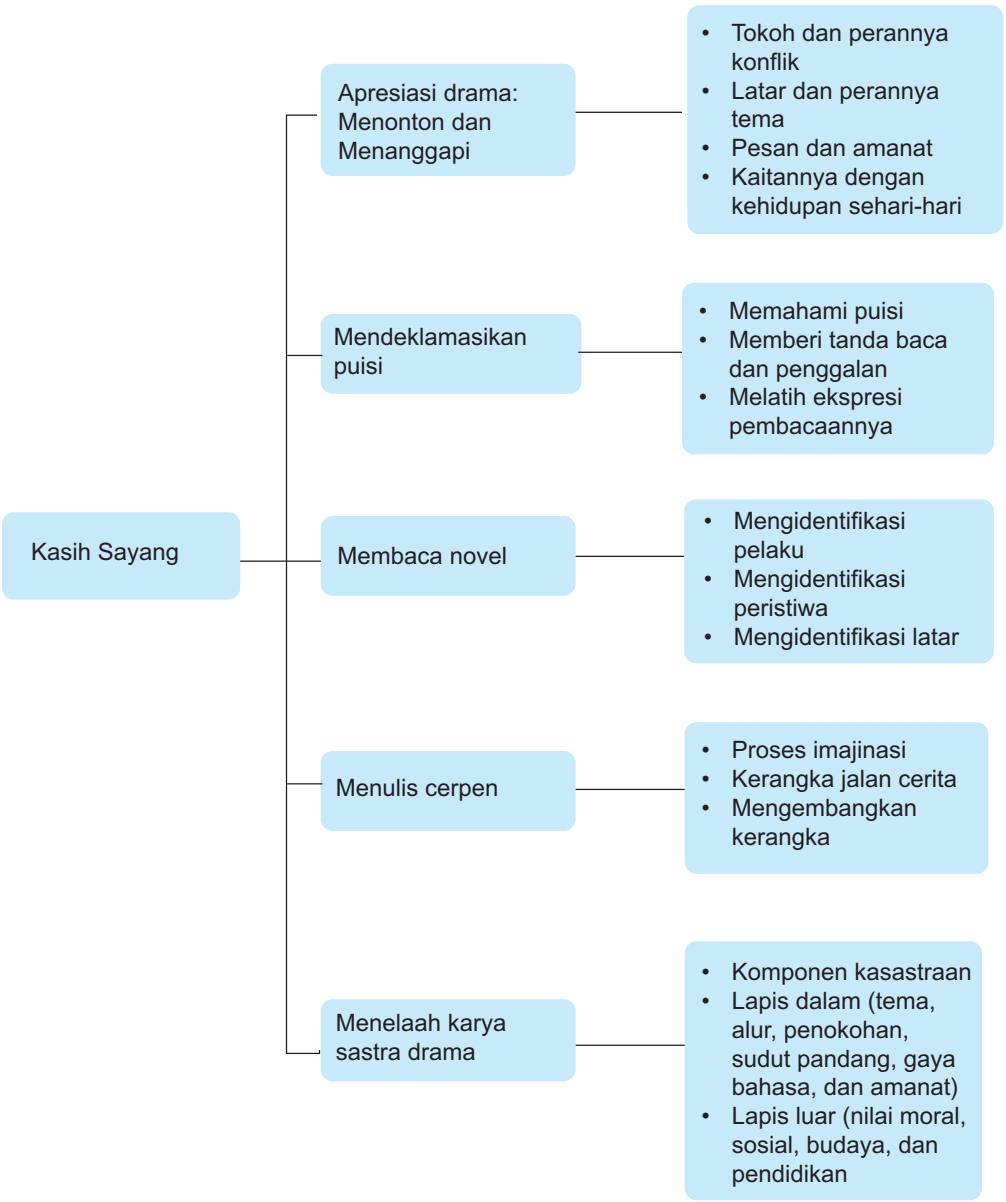 Kasih Sayang
Apresiasi drama:
Menonton dan
Menanggapi
• Tokoh dan perannya
konflik
• Latar dan perannya
tema
• Pesan dan amanat
• Kaitannya dengan
kehidupan sehari-hari
Mendeklamasikan
puisi
• Memahami puisi
• Memberi tanda baca
dan penggalan
• Melatih ekspresi
pembacaannya
Membaca novel
• Mengidentifikasi
pelaku
• Mengidentifikasi
peristiwa
• Mengidentifikasi latar
Menulis cerpen
• Proses imajinasi
• Kerangka jalan cerita
• Mengembangkan
kerangka
Menelaah karya
sastra drama
• Komponen kasastraan
• Lapis dalam (tema,
alur, penokohan,
sudut pandang, gaya
bahasa, dan amanat)
• Lapis luar (nilai moral,
sosial, budaya, dan
pendidikan